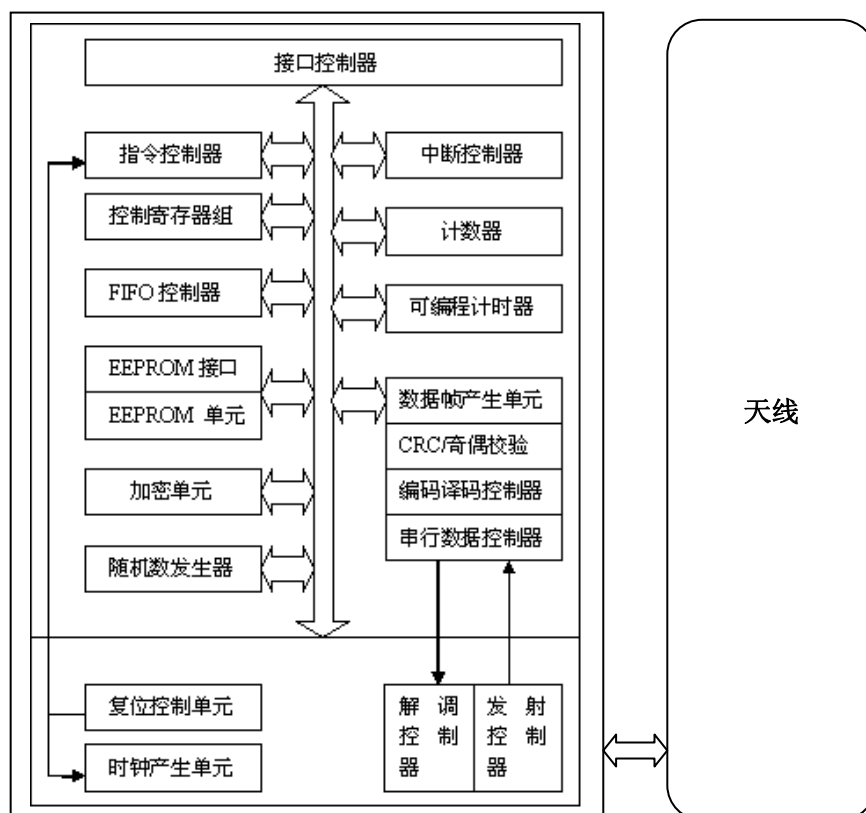 接口控制器
指令控制器
中断控制器
控制寄存器组
计数器
FIFO 控制器
可编程计时器
EEPROM 接口
EEPROM 单元
数据帧产生单元
CRC/奇偶校验
编码译码控制器
串行数据控制器
加密单元
随机数发生器
天线
复位控制单元
时钟产生单元
解 调
控 制
器
发 射
控 制
器